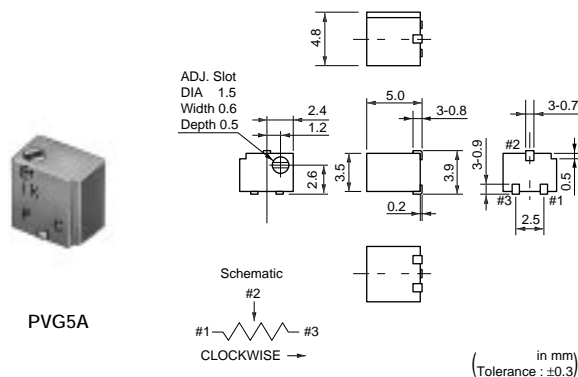 4.8
ADJ. Slot
DIA 1.5
Width 0.6
Depth 0.5
2.4
1.2
5.0
3-0.8
3-0.7
#2
3-0.9
0.5
2.6
3.5
3.9
0.2
#3
#1
2.5
1K
P C
PVG5A
Schematic
#2
#1
#3
CLOCKWISE
in mm
Tolerance : ±0.3